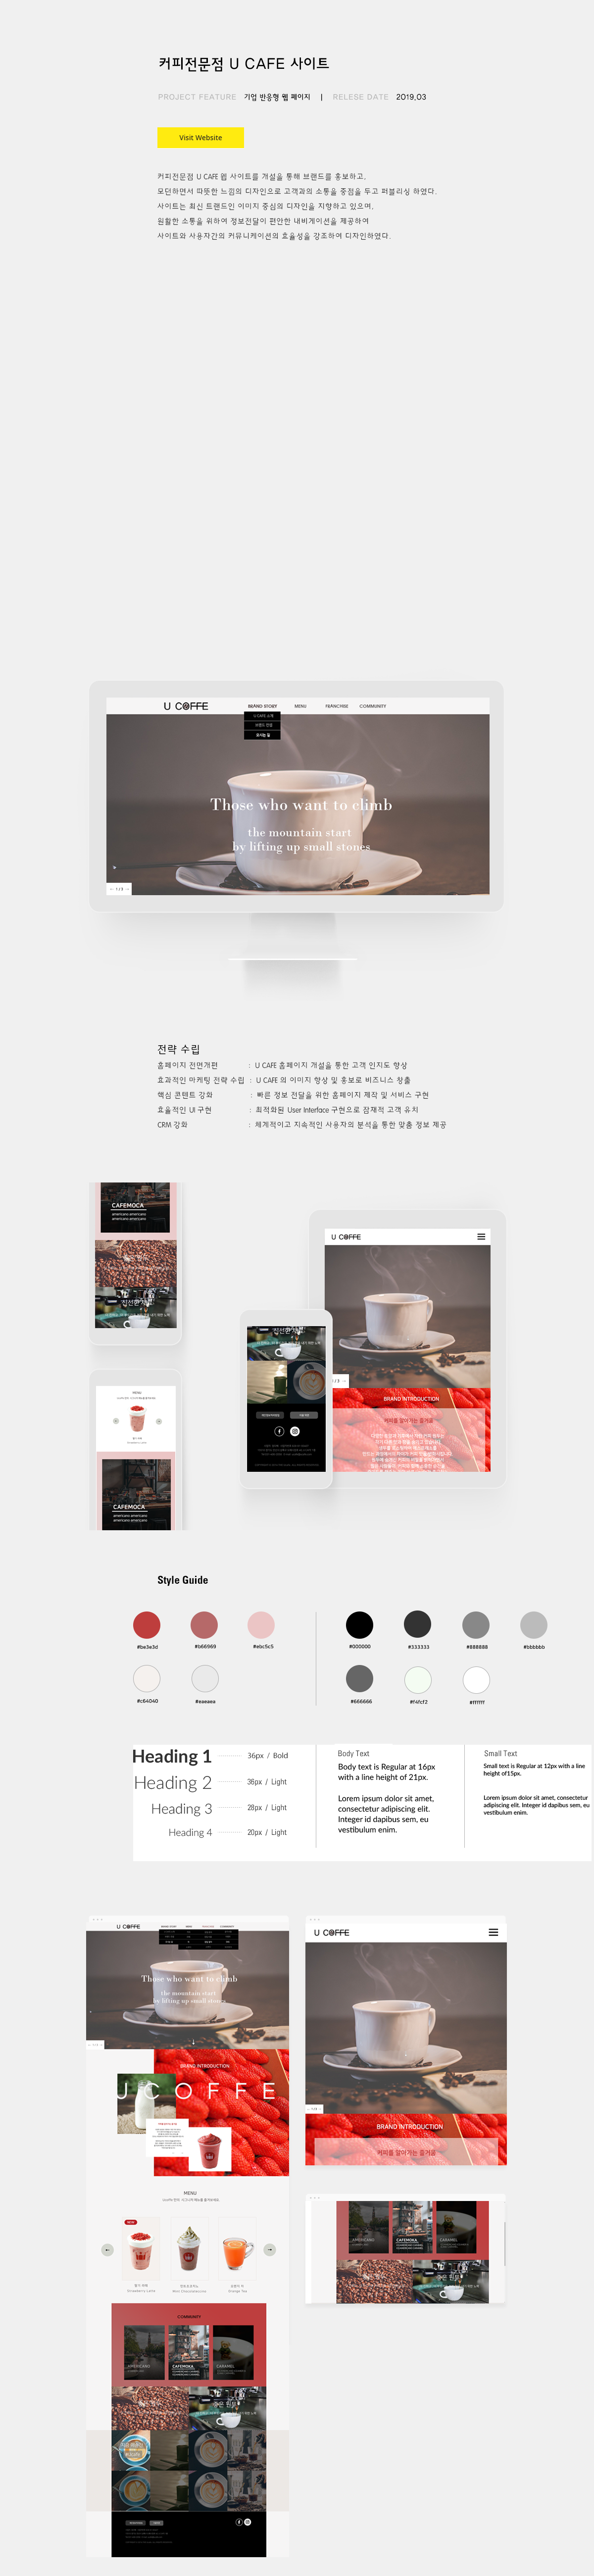 커피전문점 U CAFE 사이트
PROJECT FEATURE 기업 반응형 웹 페이지 | RELESE DATE 2019.03
Visit Website
커피전문점 U CAFE 웹 사이트를 개설을 통해 브랜드를 홍보하고,
모던하면서 따뜻한 느낌의 디자인으로 고객과의 소통을 중점을 두고 퍼블리싱 하였다.
사이트는 최신 트랜드인 이미지 중심의 디자인을 지향하고 있으며,
원활한 소통을 위하여 정보전달이 편안한 내비게이션을 제공하여
사이트와 사용자간의 커뮤니케이션의 효율성을 강조하여 디자인하였다.
U COFFE BRAND STORY MENU FRANCHISE COMMUNITY
U CAFE 소개
브랜드 전경
오시는 길
Those who want to climb
the mountain start
by lifting up small stones
1 / 3
전략 수립
홈페이지 전면개편 : U CAFE 홈페이지 개설을 통한 고객 인지도 향상
효과적인 마케팅 전략 수립 : U CAFE 의 이미지 향상 및 홍보로 비즈니스 창출
핵심 콘텐트 강화 : 빠른 정보 전달을 위한 홈페이지 제작 및 서비스 구현
효율적인 UI 구현 : 최적화된 User Interface 구현으로 잠재적 고객 유치
CRM 강화 : 체계적이고 지속적인 사용자의 분석을 통한 맞춤 정보 제공
CAFEMOCA
americano americano
americano americano
MENU
CAFEMOCA
U COFFE
BRAND INTRODUCTION
커피를 알아가는 즐거움
Style Guide
#be3e3d #b66969 #ebc5c5 #000000 #333333 #888888 #bbbbbb
#c64040 #eaeaea #666666 #f4fcf2 #ffffff
Heading 1 36px / Bold
Heading 2 36px / Light
Heading 3 28px / Light
Heading 4 20px / Light
Body Text
Body text is Regular at 16px
with a line height of 21px.
Lorem ipsum dolor sit amet,
consectetur adipiscing elit.
Integer id dapibus sem, eu
vestibulum enim.
Small Text
Small text is Regular at 12px with a line
height of15px.
Lorem ipsum dolor sit amet, consectetur
adipiscing elit. Integer id dapibus sem, eu
vestibulum enim.
U COFFE
Those who want to climb
the mountain start
by lifting up small stones
BRAND INTRODUCTION
U COFFE
MENU
NEW
Strawberry Latte
Orange Tea
COMMUNITY
AMERICANO
CAFEMOKA
CARAMEL
U COFFE
BRAND INTRODUCTION
커피를 알아가는 즐거움
AMERICANO
CAFEMOKA
CARAMEL